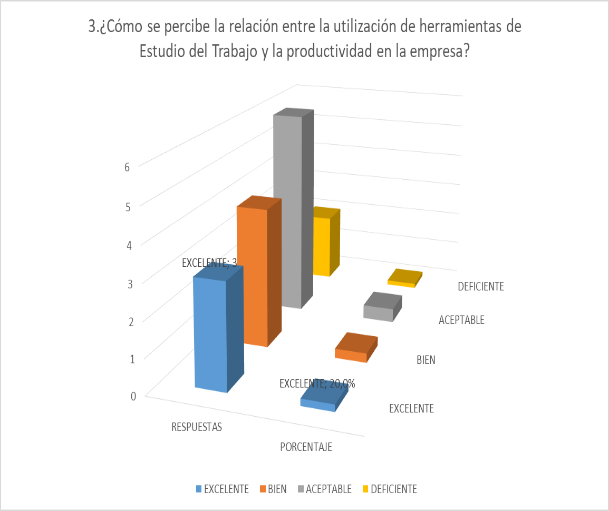 3.¿Cómo se percibe la relación entre la utilización de herramientas de
Estudio del Trabajo y la productividad en la empresa?
6
5
4
3
2
1
0
EXCELENTE; 3
EXCELENTE; 20,0%
DEFICIENTE
ACEPTABLE
BIEN
EXCELENTE
RESPUESTAS
PORCENTAJE
EXCELENTE BIEN ACEPTABLE DEFICIENTE